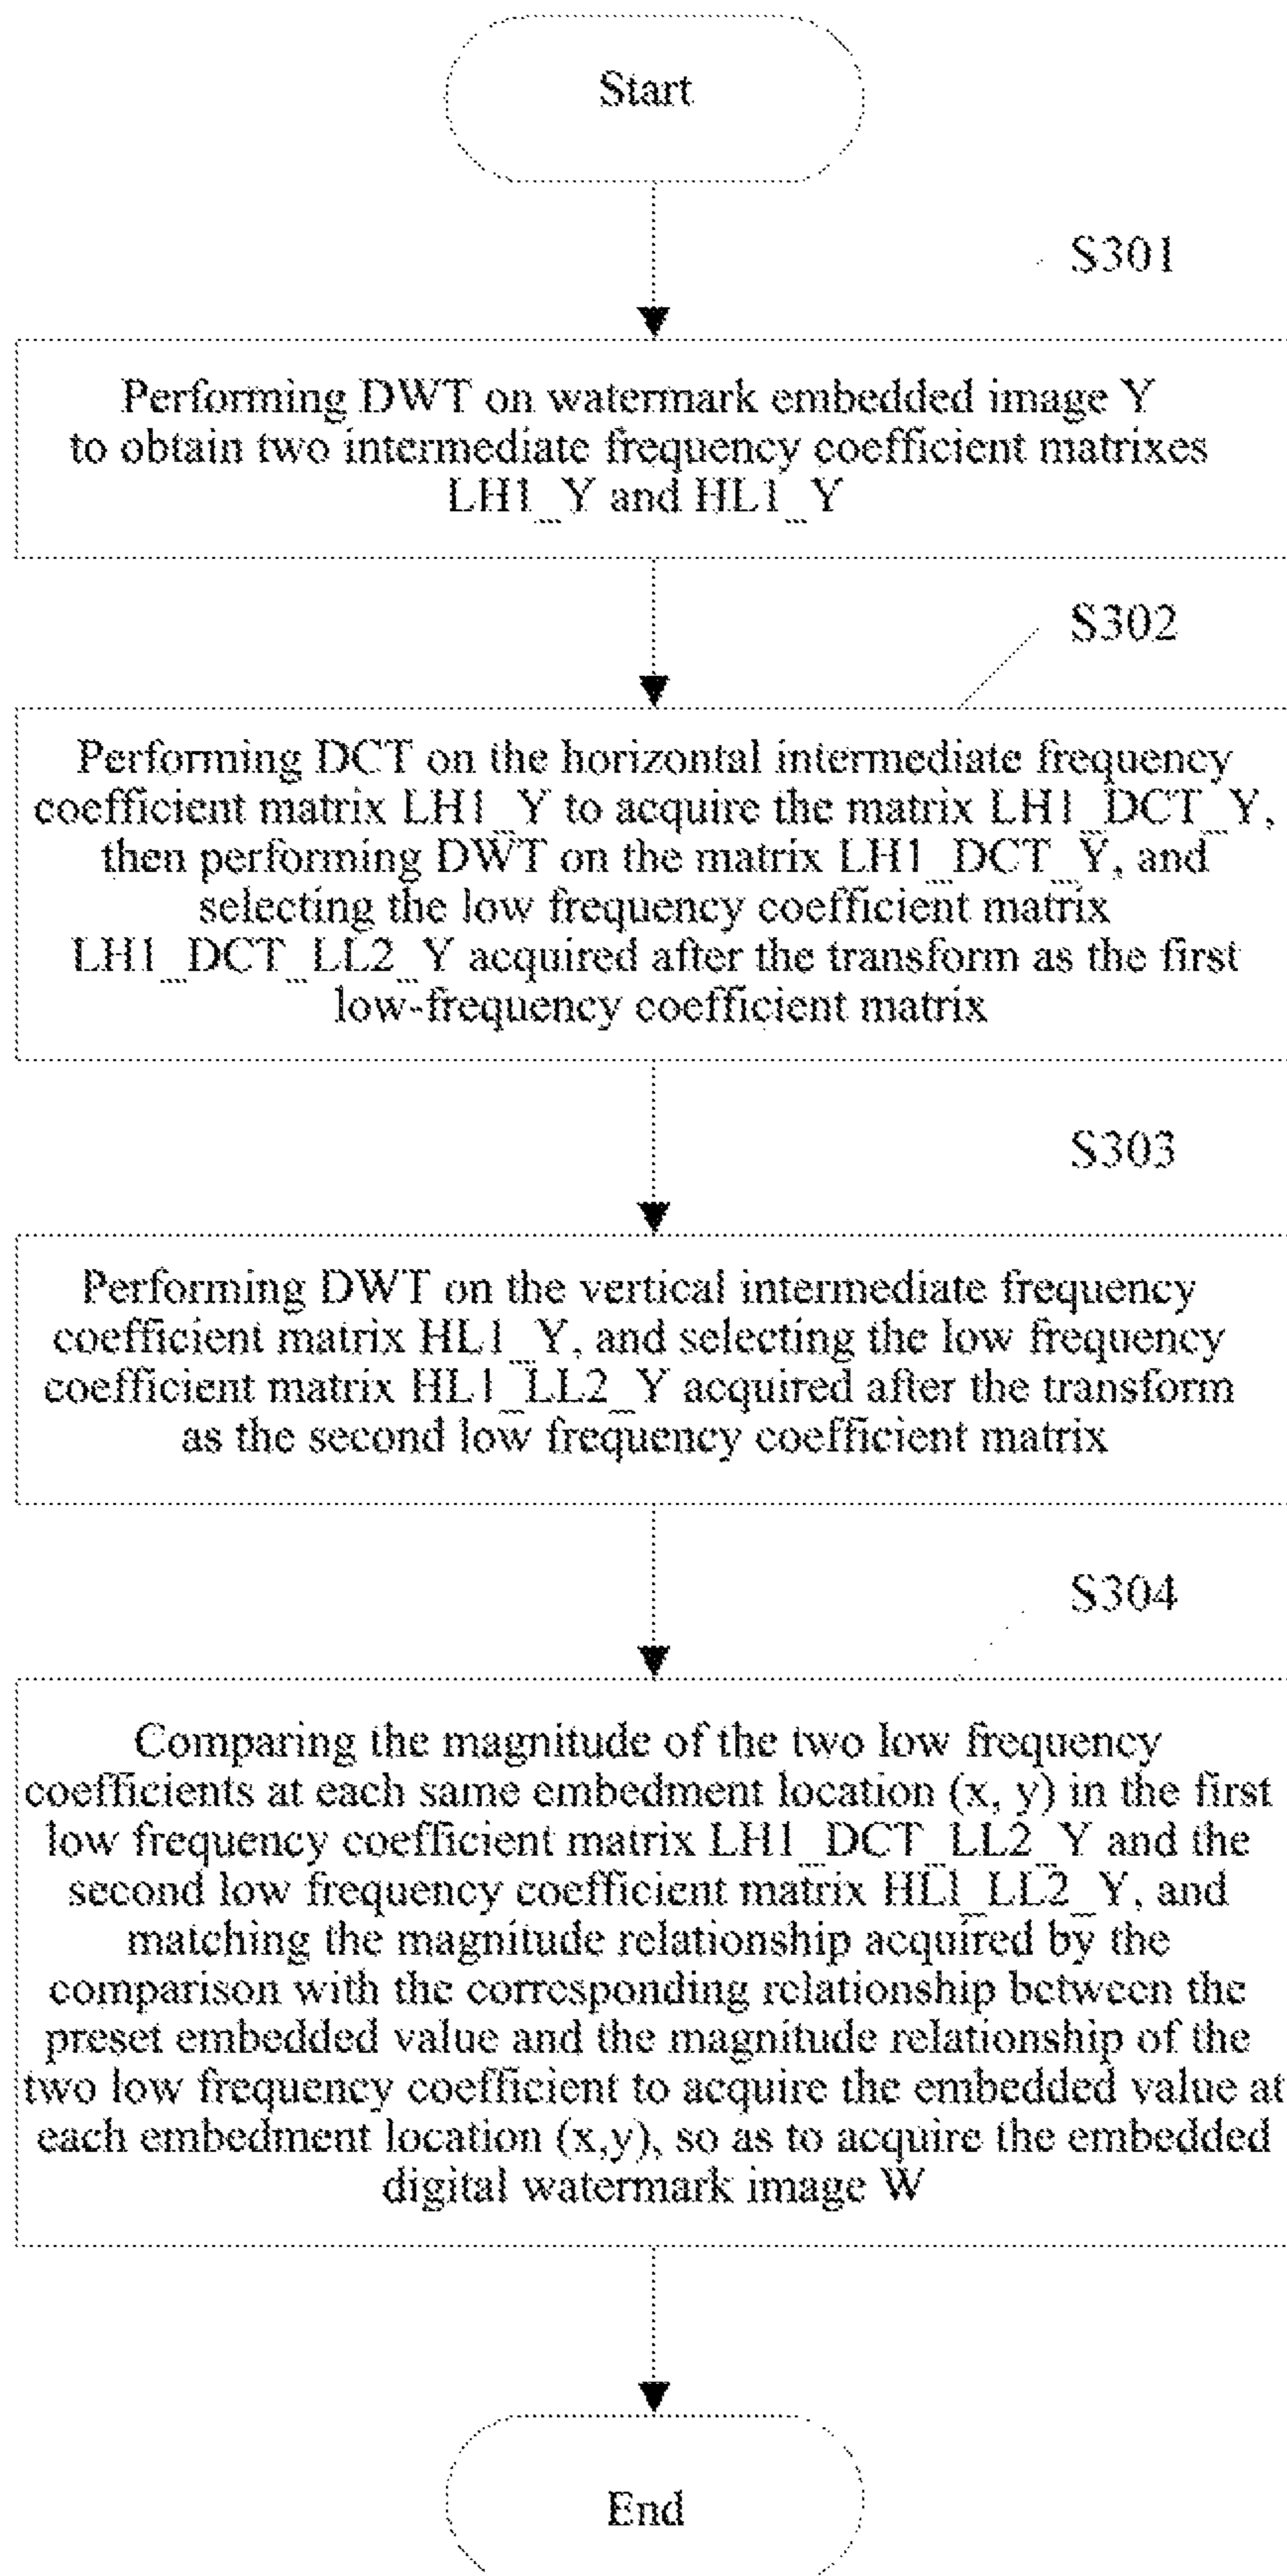 Start
S301
Performing DWT on watermark embedded image Y
to obtain two intermediate frequency coefficient matrixes
LH1_Y and HL1_Y
S302
Performing DCT on the horizontal intermediate frequency
coefficient matrix LH1_Y to acquire the matrix LH1_DCT_Y,
then performing DWT on the matrix LH1_DCT_Y, and
selecting the low frequency coefficient matrix
LH1_DCT_LL2_Y acquired after the transform as the first
low-frequency coefficient matrix
S303
Performing DWT on the vertical intermediate frequency
coefficient matrix HL1_Y, and selecting the low frequency
coefficient matrix HL1_LL2_Y acquired after the transform
as the second low frequency coefficient matrix
S304
Comparing the magnitude of the two low frequency
coefficients at each same embedment location (x, y) in the first
low frequency coefficient matrix LH1_DCT_LL2_Y and the
second low frequency coefficient matrix HL1_LL2_Y, and
matching the magnitude relationship acquired by the
comparison with the corresponding relationship between the
preset embedded value and the magnitude relationship of the
two low frequency coefficient to acquire the embedded value at
each embedment location (x,y), so as to acquire the embedded
digital watermark image W
End